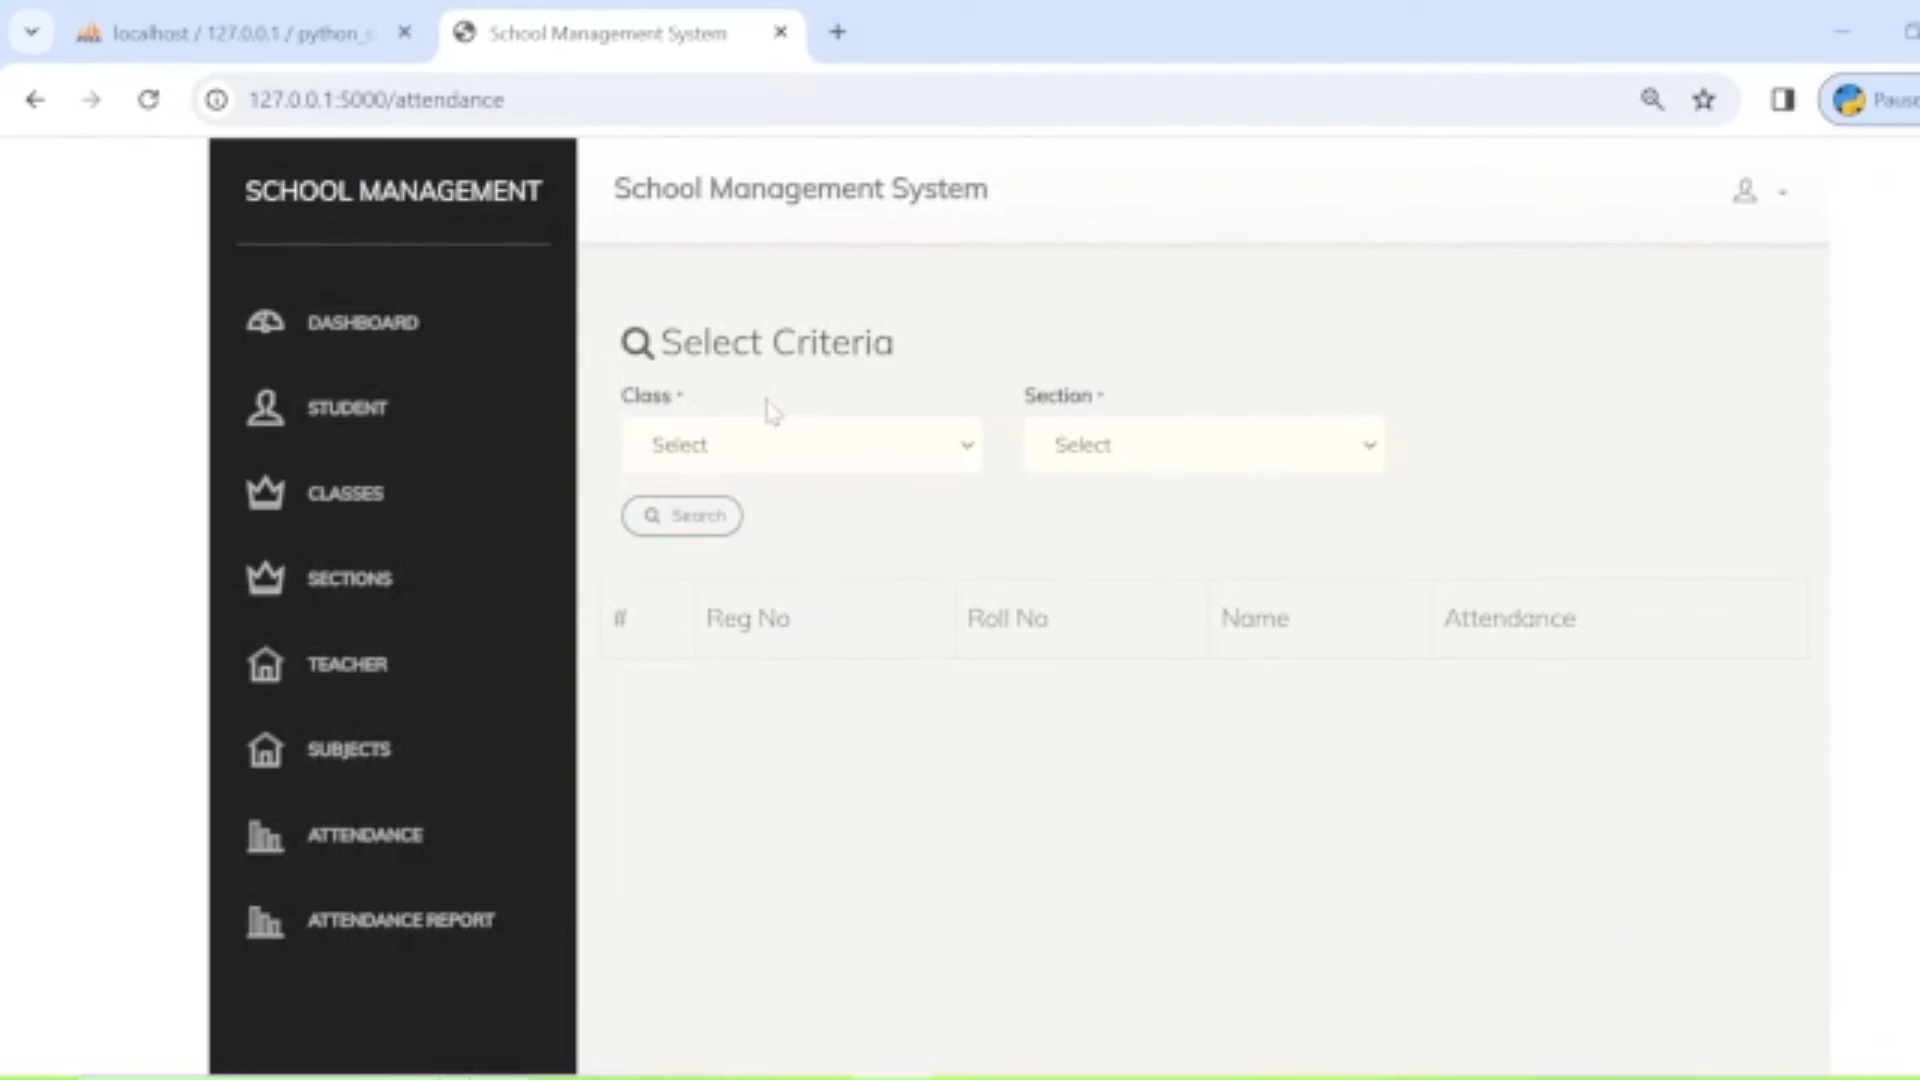 localhost / 127.0.0.1 / python_s
School Management System
127.0.0.1:5000/attendance
Pause
SCHOOL MANAGEMENT
School Management System
DASHBOARD
STUDENT
CLASSES
SECTIONS
TEACHER
SUBJECTS
ATTENDANCE
ATTENDANCE REPORT
Select Criteria
Class * Section *
Select Select
Search
# Reg No Roll No Name Attendance